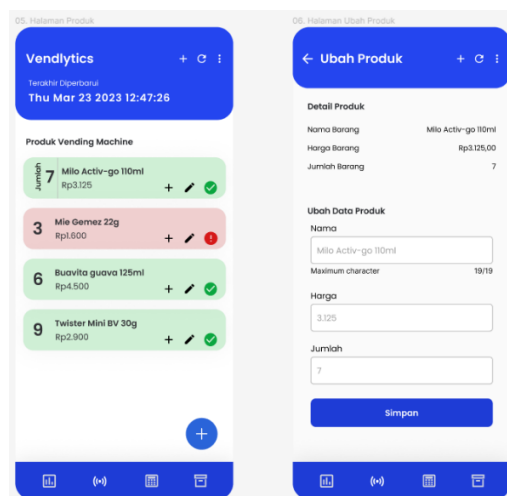 05. Halaman Produk
Vendlytics
Terakhir Diperbarui
Thu Mar 23 2023 12:47:26
Produk Vending Machine
Jumlah
7
Milo Activ-go 110ml
Rp3.125
3
Mie Gemez 22g
Rp1.600
6
Buavita guava 125ml
Rp4.500
9
Twister Mini BV 30g
Rp2.900
06. Halaman Ubah Produk
Ubah Produk
Detail Produk
Nama Barang Milo Activ-go 110ml
Harga Barang Rp3.125,00
Jumlah Barang 7
Ubah Data Produk
Nama
Milo Activ-go 110ml
Maximum character 19/19
Harga
3.125
Jumlah
7
Simpan